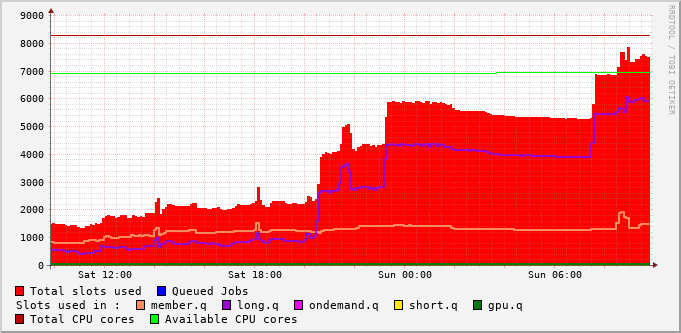 9000
8000
7000
6000
5000
4000
3000
2000
1000
0
Sat 12:00 Sat 18:00 Sun 00:00 Sun 06:00
RRDTOOL / TOBI OETIKER
Total slots used Queued Jobs
Slots used in : member.q long.q ondemand.q short.q gpu.q
Total CPU cores Available CPU cores